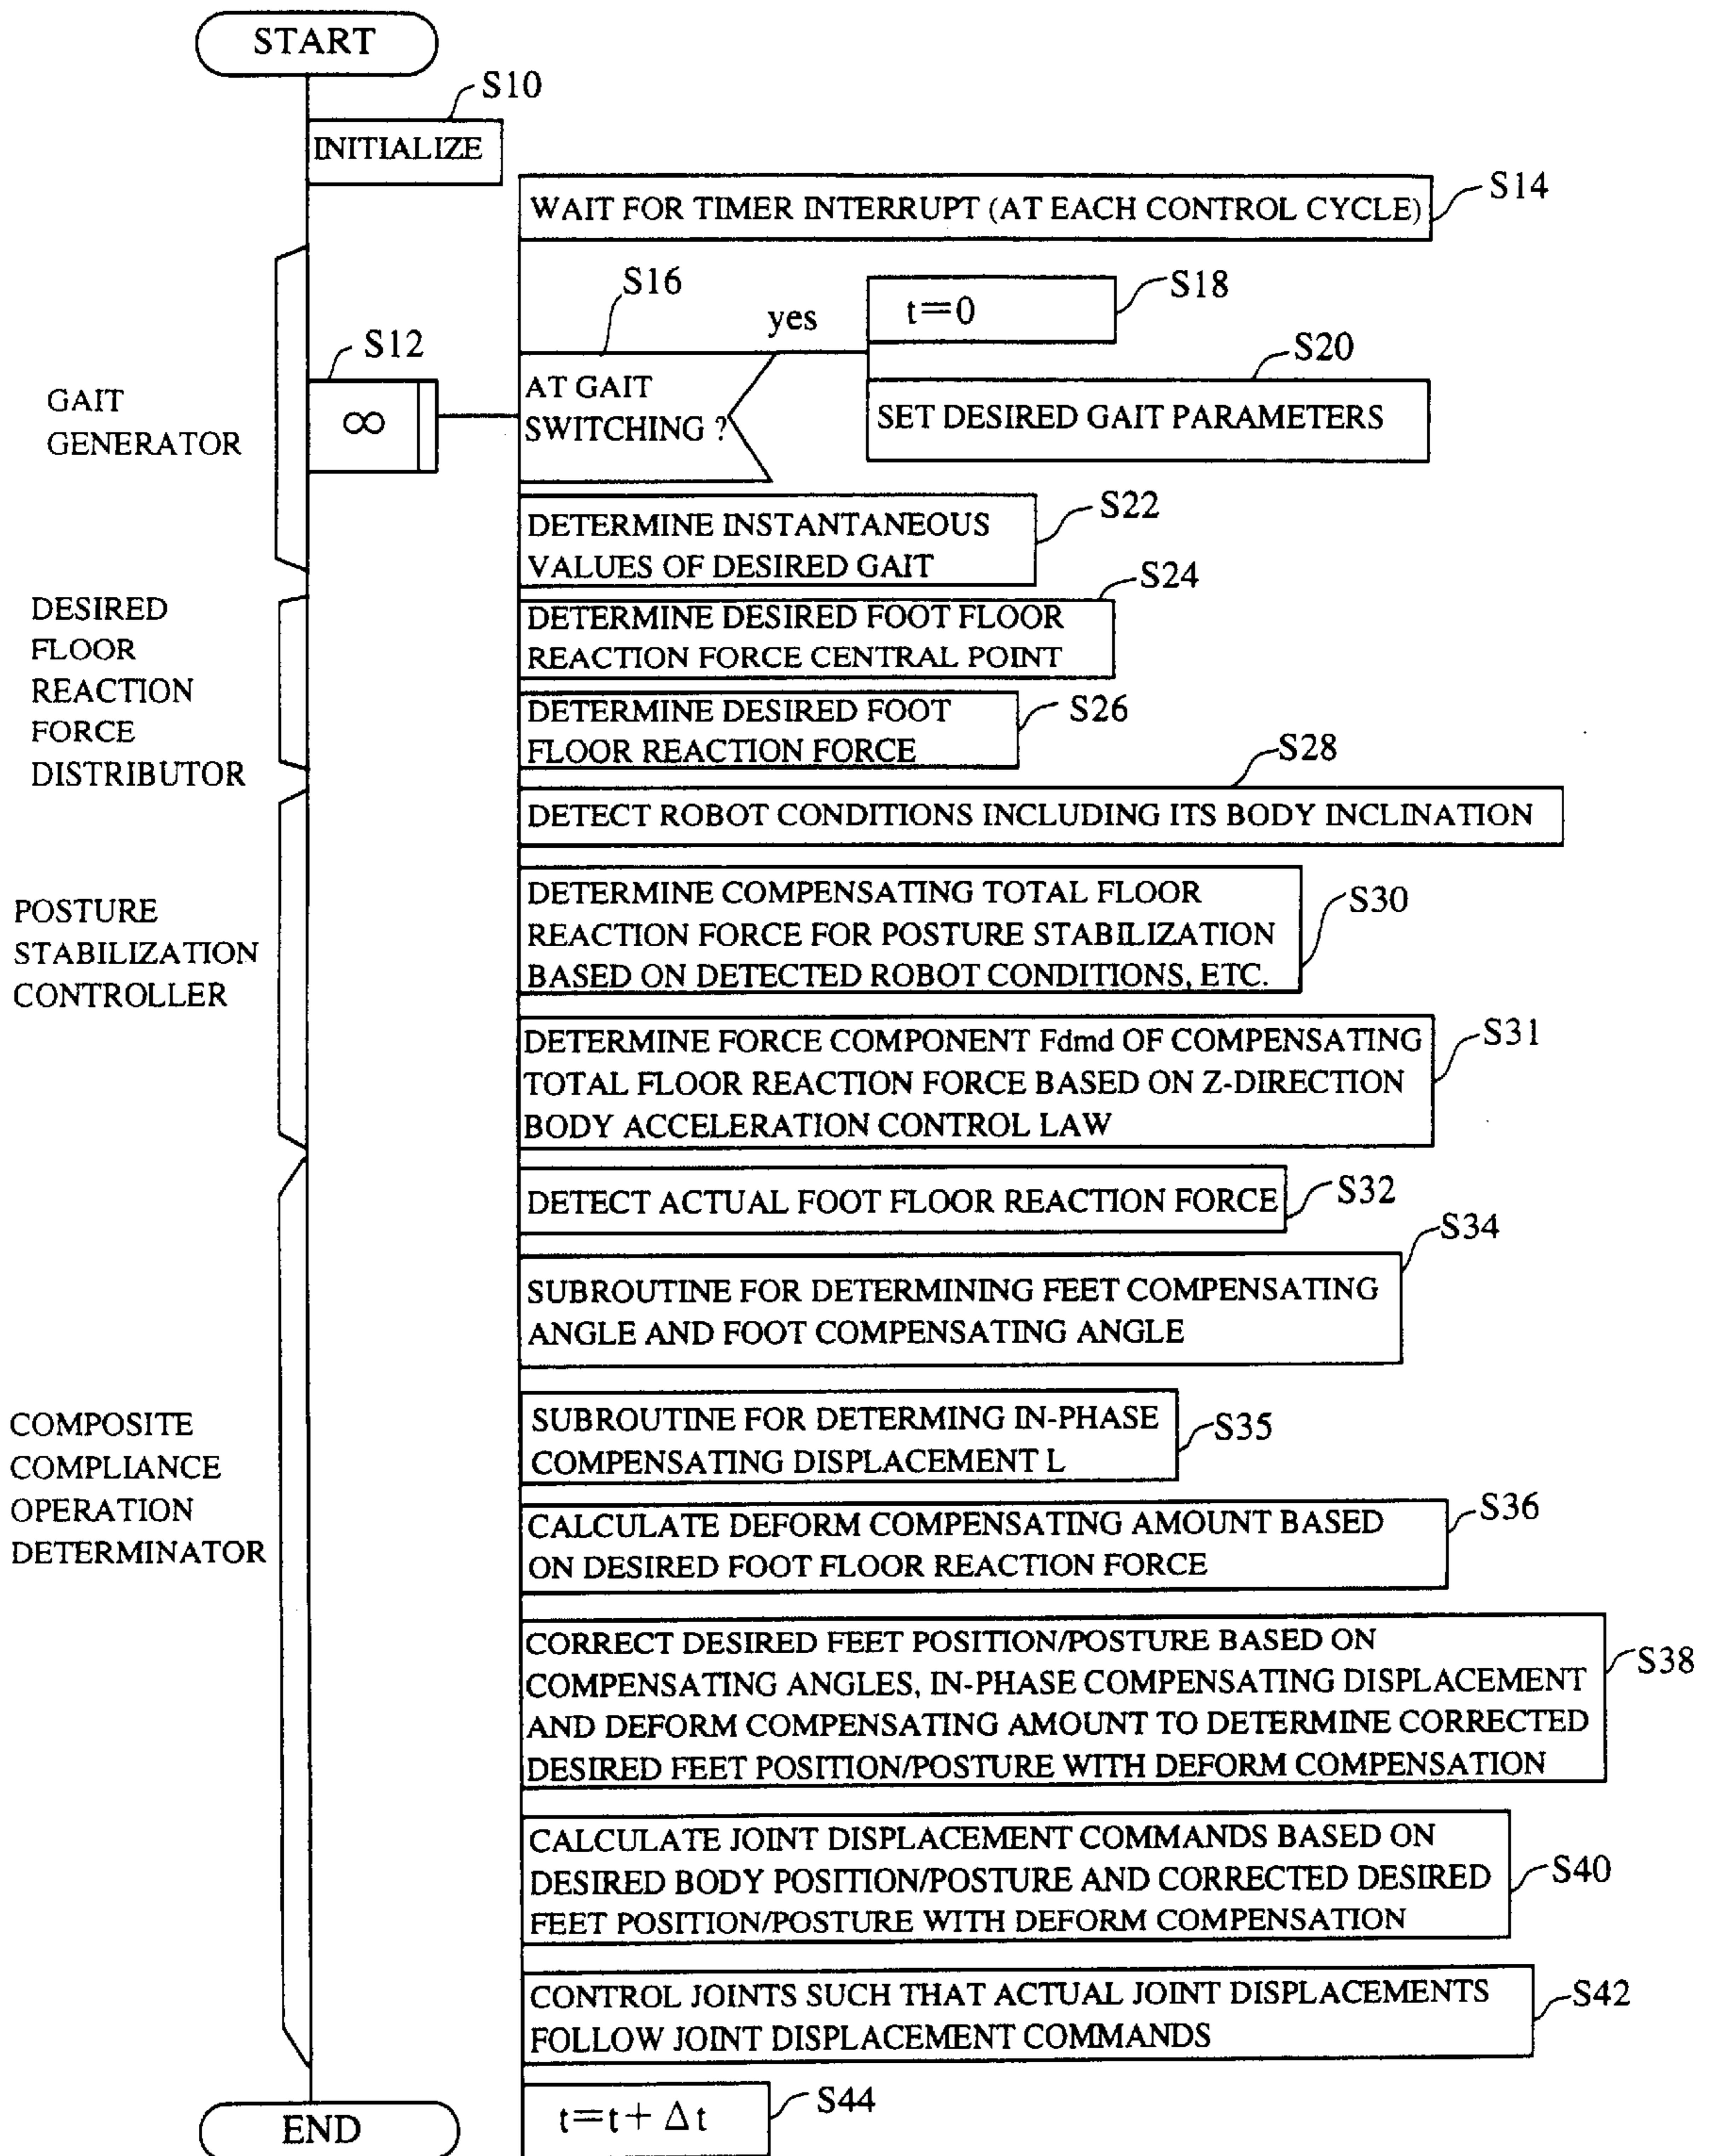 START
S10
INITIALIZE
WAIT FOR TIMER INTERRUPT (AT EACH CONTROL CYCLE)
S14
S16
yes
t=0
S18
S12
∞
GAIT
GENERATOR
AT GAIT
SWITCHING ?
S20
SET DESIRED GAIT PARAMETERS
DETERMINE INSTANTANEOUS
VALUES OF DESIRED GAIT
S22
DESIRED
FLOOR
REACTION
FORCE
DISTRIBUTOR
DETERMINE DESIRED FOOT FLOOR
REACTION FORCE CENTRAL POINT
S24
DETERMINE DESIRED FOOT
FLOOR REACTION FORCE
S26
S28
DETECT ROBOT CONDITIONS INCLUDING ITS BODY INCLINATION
POSTURE
STABILIZATION
CONTROLLER
DETERMINE COMPENSATING TOTAL FLOOR
REACTION FORCE FOR POSTURE STABILIZATION
BASED ON DETECTED ROBOT CONDITIONS, ETC.
S30
DETERMINE FORCE COMPONENT Fdmd OF COMPENSATING
TOTAL FLOOR REACTION FORCE BASED ON Z-DIRECTION
BODY ACCELERATION CONTROL LAW
S31
DETECT ACTUAL FOOT FLOOR REACTION FORCE
S32
S34
SUBROUTINE FOR DETERMINING FEET COMPENSATING
ANGLE AND FOOT COMPENSATING ANGLE
COMPOSITE
COMPLIANCE
OPERATION
DETERMINATOR
SUBROUTINE FOR DETERMING IN-PHASE
COMPENSATING DISPLACEMENT L
S35
CALCULATE DEFORM COMPENSATING AMOUNT BASED
ON DESIRED FOOT FLOOR REACTION FORCE
S36
CORRECT DESIRED FEET POSITION/POSTURE BASED ON
COMPENSATING ANGLES, IN-PHASE COMPENSATING DISPLACEMENT
AND DEFORM COMPENSATING AMOUNT TO DETERMINE CORRECTED
DESIRED FEET POSITION/POSTURE WITH DEFORM COMPENSATION
S38
CALCULATE JOINT DISPLACEMENT COMMANDS BASED ON
DESIRED BODY POSITION/POSTURE AND CORRECTED DESIRED
FEET POSITION/POSTURE WITH DEFORM COMPENSATION
S40
CONTROL JOINTS SUCH THAT ACTUAL JOINT DISPLACEMENTS
FOLLOW JOINT DISPLACEMENT COMMANDS
S42
t=t+ Δt
S44
END